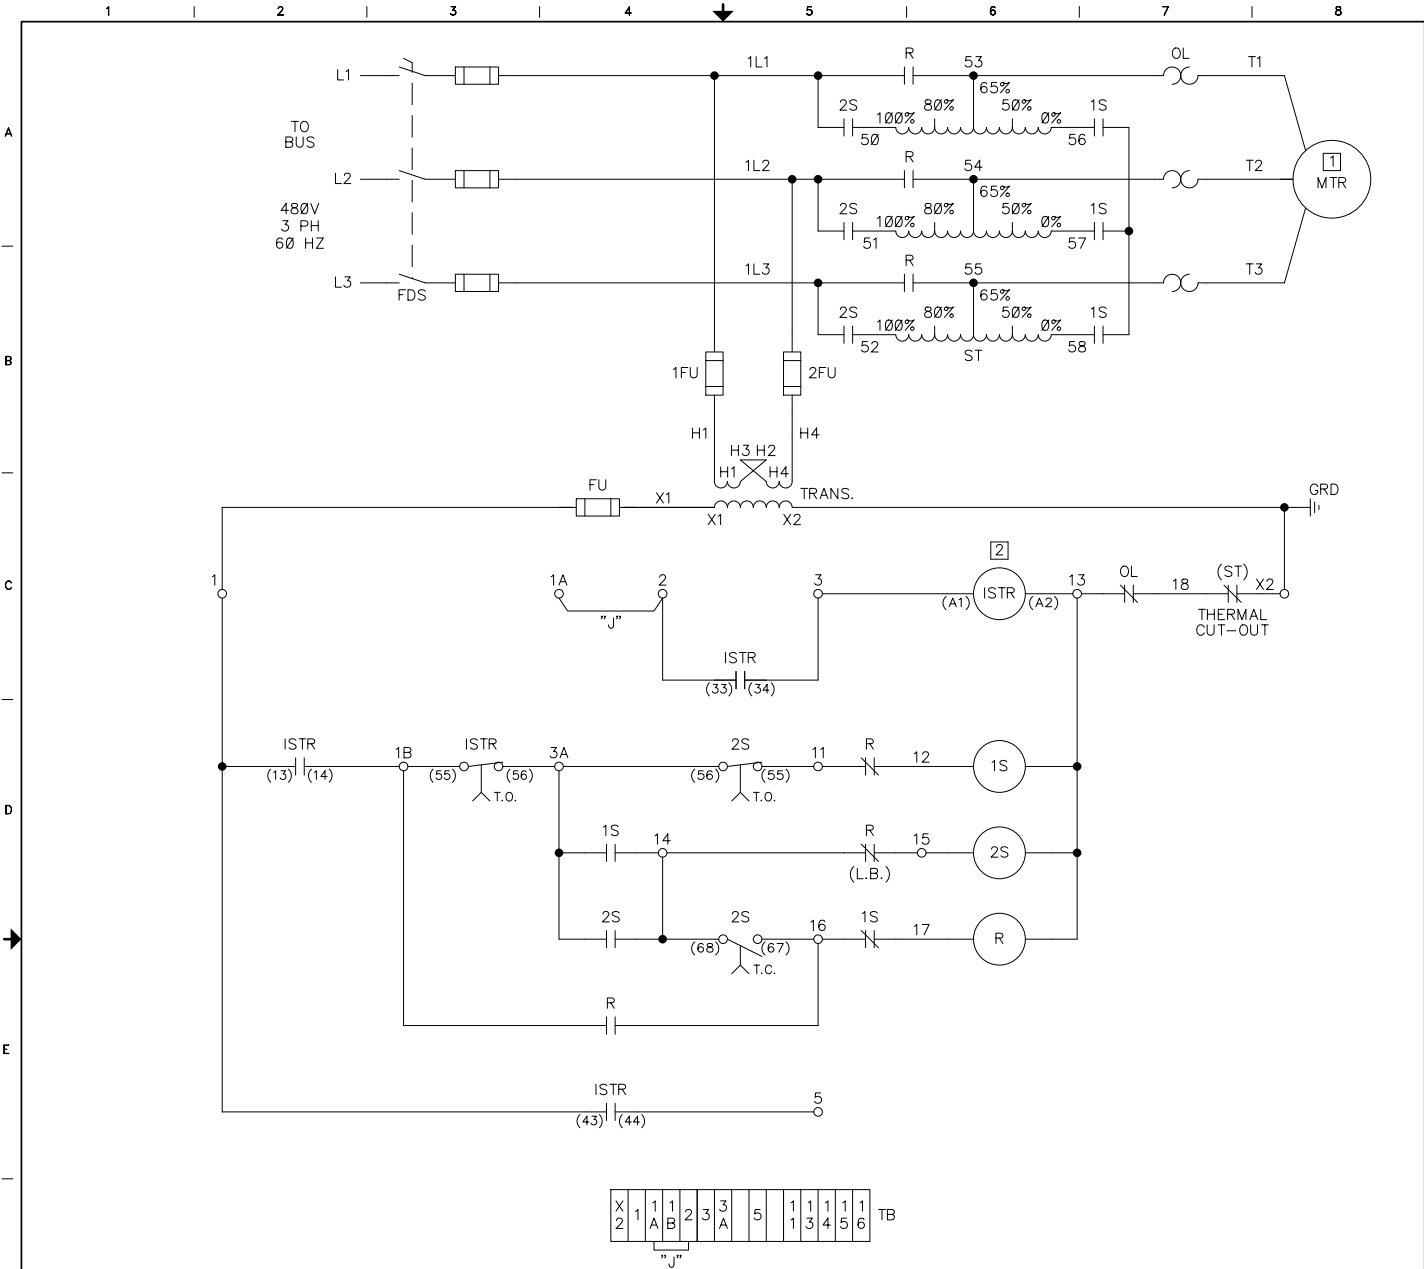 1 2 3 4 5 6 7 8
A
B
C
D
E
L1
1L1
R
53
OL
T1
65%
2S
100%
80%
50%
0%
1S
50
56
TO
BUS
L2
1L2
R
54
T2
1
MTR
65%
480V
3 PH
60 HZ
2S
100%
80%
50%
0%
1S
51
57
L3
FDS
1L3
R
55
T3
65%
2S
100%
80%
50%
0%
1S
52
58
ST
1FU
2FU
H1
H4
H3 H2
H1
H4
FU
X1
TRANS.
X1
X2
GRD
1
1A
2
"J"
3
2
(A1)
ISTR
(A2)
13
OL
18
(ST)
X2
THERMAL
CUT-OUT
ISTR
(33) (34)
ISTR
(13) (14)
1B
ISTR
(55) (56)
T.O.
3A
2S
(56) (55)
T.O.
11
R
12
1S
1S
14
R
(L.B.)
15
2S
2S
2S
(68) (67)
T.C.
16
1S
17
R
R
ISTR
(43) (44)
5
X2 1 1A 1B 2 3 3A 5 11 13 14 15 16 TB
"J"